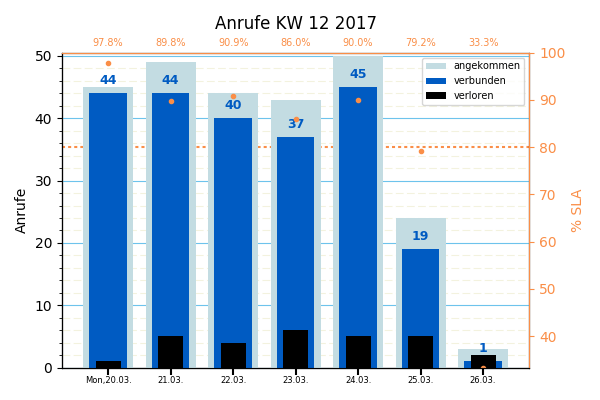 Anrufe KW 12 2017
97.8% 89.8% 90.9% 86.0% 90.0% 79.2% 33.3%
angekommen
verbunden
verloren
44 44 40 37 45 19 1
50
40
30
20
10
0
Anrufe
100
90
80
70
60
50
40
% SLA
Mon,20.03. 21.03. 22.03. 23.03. 24.03. 25.03. 26.03.